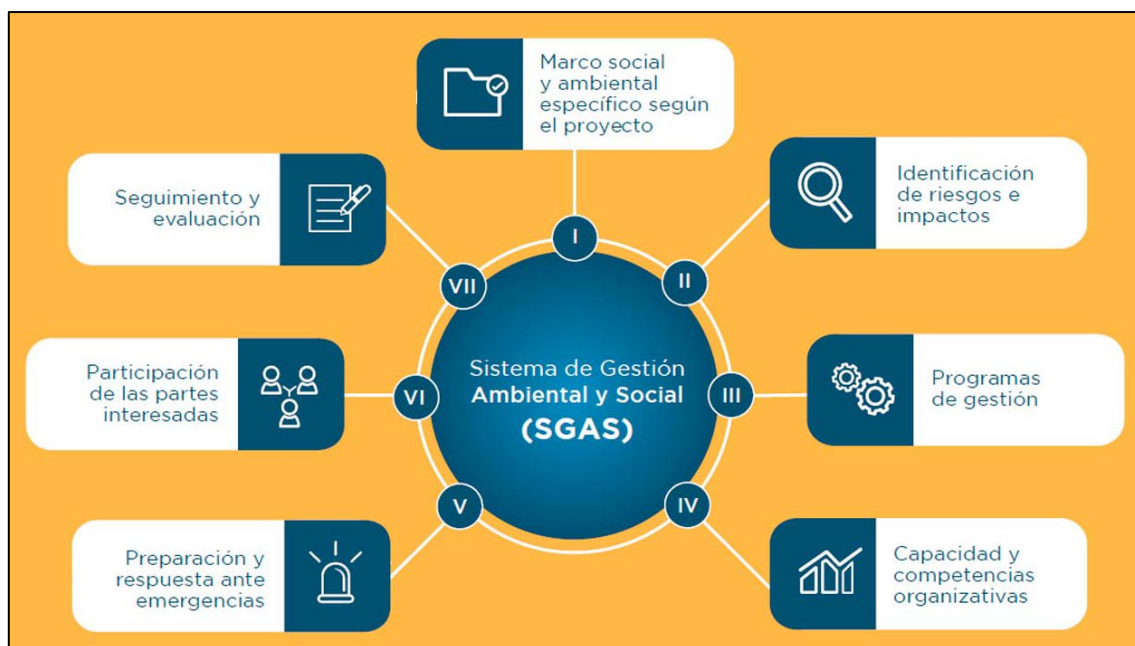 Marco social
y ambiental
específico según
el proyecto
Identificación
de riesgos e
impactos
Programas
de gestión
Capacidad y
competencias
organizativas
Preparación y
respuesta ante
emergencias
Participación
de las partes
interesadas
Seguimiento y
evaluación
I
II
III
IV
V
VI
VII
Sistema de Gestión
Ambiental y Social
(SGAS)